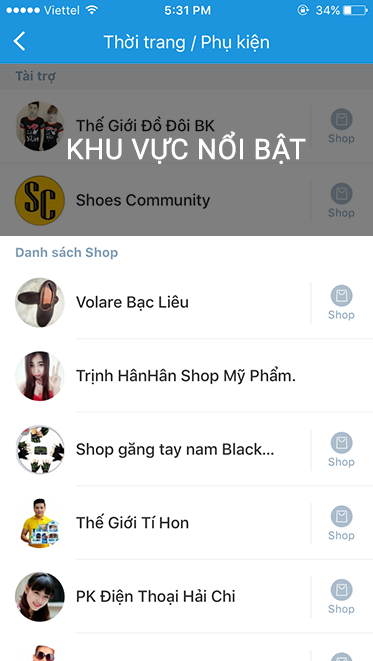 Viettel 5:31 PM 34%
Thời trang / Phụ kiện
Tài trợ
Thế Giới Đồ Đôi BK
Shop
KHU VỰC NỔI BẬT
SC
Shoes Community
Shop
Danh sách Shop
Volare Bạc Liêu
Shop
Trịnh HânHân Shop Mỹ Phẩm.
Shop găng tay nam Black...
Shop
Thế Giới Tí Hon
Shop
PK Điện Thoại Hải Chi
Shop